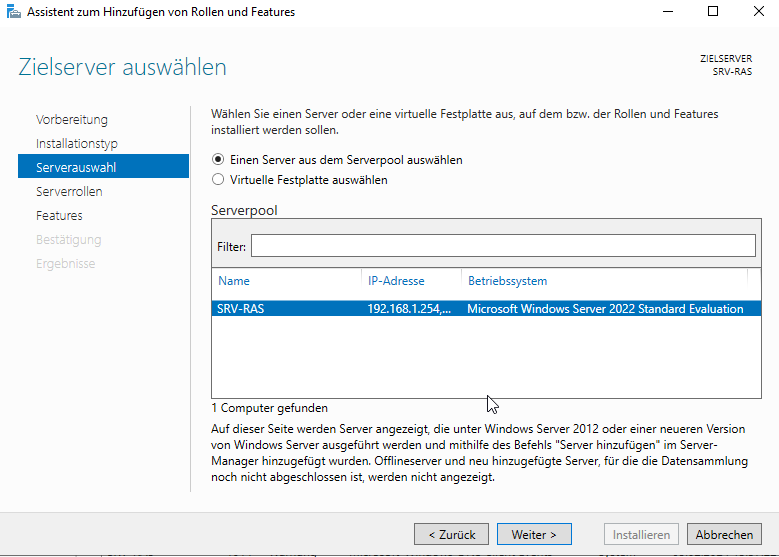 Assistent zum Hinzufügen von Rollen und Features
Zielserver auswählen
ZIELSERVER
SRV-RAS
Vorbereitung
Installationstyp
Serverauswahl
Serverrollen
Features
Bestätigung
Ergebnisse
Wählen Sie einen Server oder eine virtuelle Festplatte aus, auf dem bzw. der Rollen und Features
installiert werden sollen.
Einen Server aus dem Serverpool auswählen
Virtuelle Festplatte auswählen
Serverpool
Filter:
Name IP-Adresse Betriebssystem
SRV-RAS 192.168.1.254,... Microsoft Windows Server 2022 Standard Evaluation
1 Computer gefunden
Auf dieser Seite werden Server angezeigt, die unter Windows Server 2012 oder einer neueren Version
von Windows Server ausgeführt werden und mithilfe des Befehls "Server hinzufügen" im Server-
Manager hinzugefügt wurden. Offlineserver und neu hinzugefügte Server, für die die Datensammlung
noch nicht abgeschlossen ist, werden nicht angezeigt.
< Zurück Weiter > Installieren Abbrechen